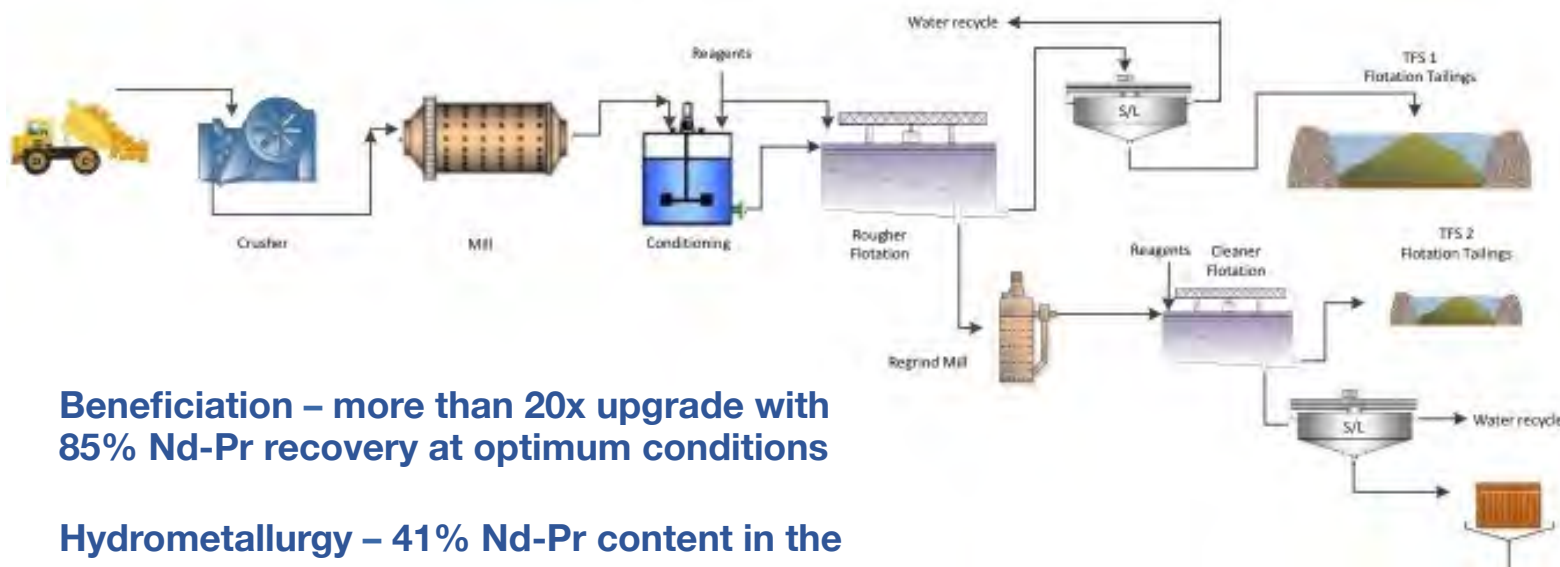 Water recycle
Reagents
TFS 1
Flotation Tailings
S/L
Crusher
Mill
Conditioning
Rougher
Flotation
TFS 2
Flotation Tailings
Reagents
Cleaner
Flotation
Regrind Mill
S/L
Water recycle
Beneficiation – more than 20x upgrade with
85% Nd-Pr recovery at optimum conditions
Hydrometallurgy – 41% Nd-Pr content in the